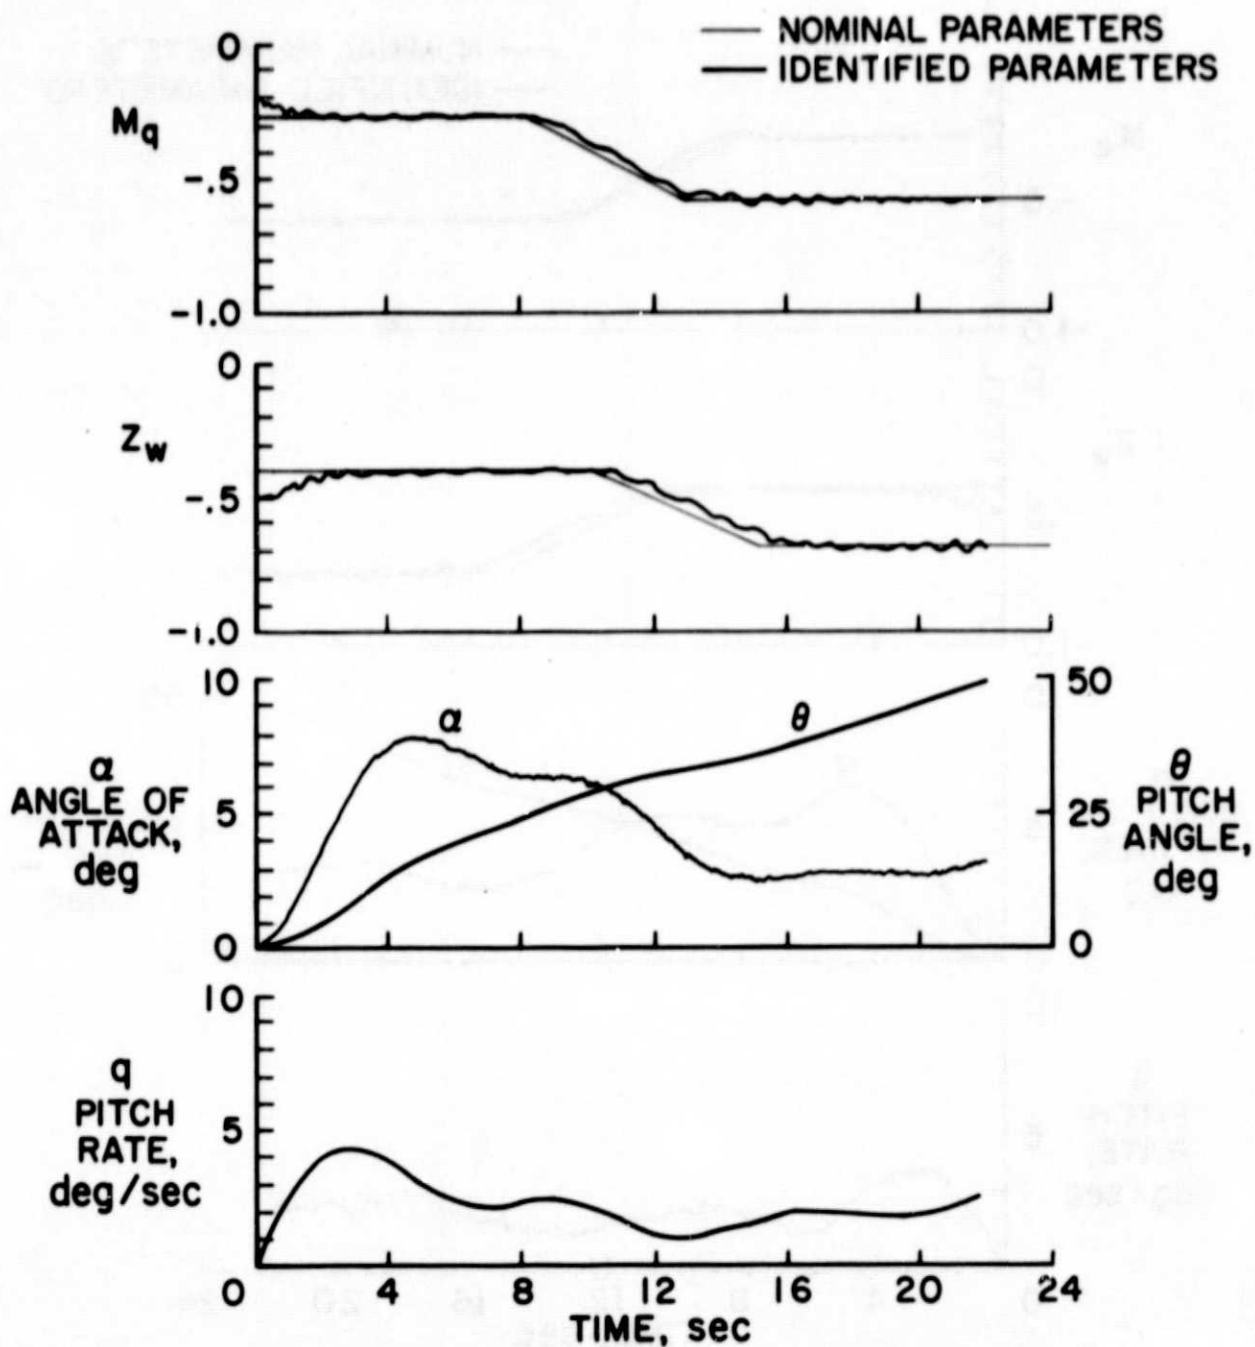 NOMINAL PARAMETERS
IDENTIFIED PARAMETERS
0
Mq
-.5
-1.0
0
Zw
-.5
-1.0
10
5
0
α
ANGLE OF
ATTACK,
deg
α
θ
50
25
0
θ
PITCH
ANGLE,
deg
10
5
0
q
PITCH
RATE,
deg/sec
4
8
12
16
20
24
TIME, sec